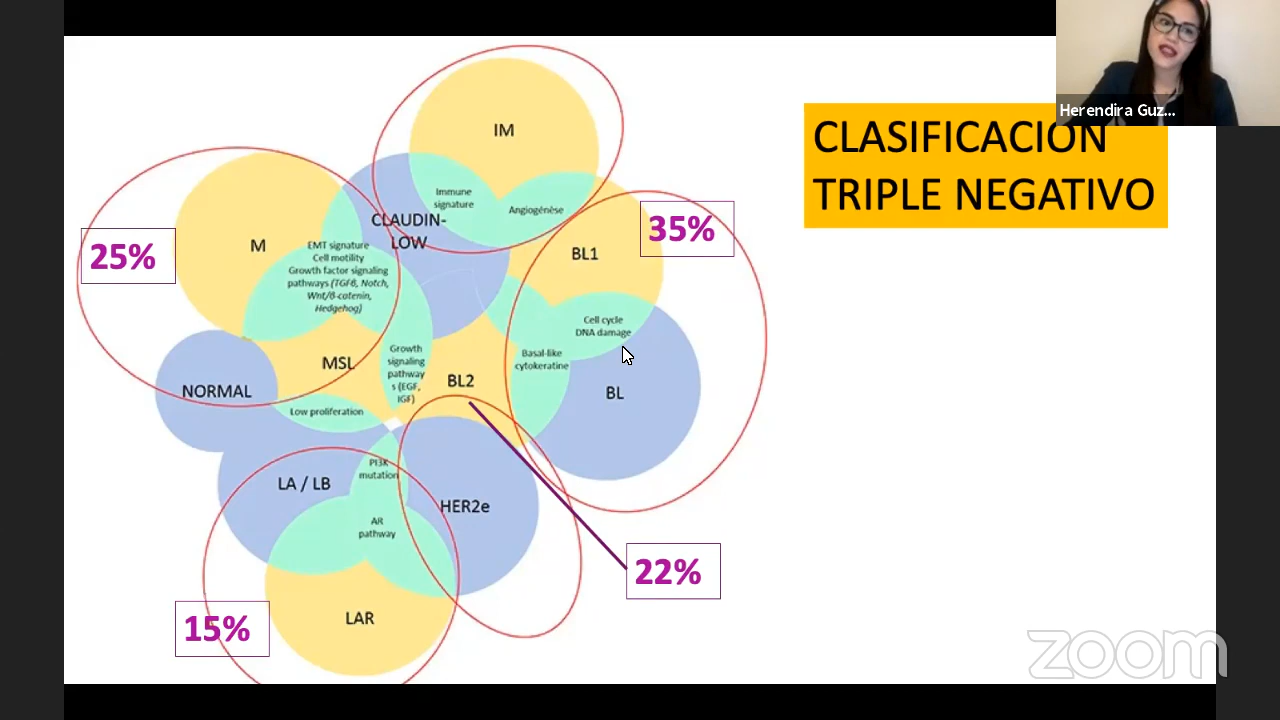 Herendira Guz...
CLASIFICACION
TRIPLE NEGATIVO
IM
Immune
signature
Angiogénèse
CLAUDIN-
LOW
35%
BL1
25%
M
EMT signature
Cell motility
Growth factor signaling
pathways (TGFβ, Notch,
Wnt/β-catenin,
Hedgehog)
Cell cycle
DNA damage
Basal-like
cytokeratine
MSL
Growth
signaling
pathway
s (EGF,
IGF)
BL2
BL
NORMAL
Low proliferation
PI3K
mutation
LA / LB
HER2e
AR
pathway
22%
15%
LAR
zoom